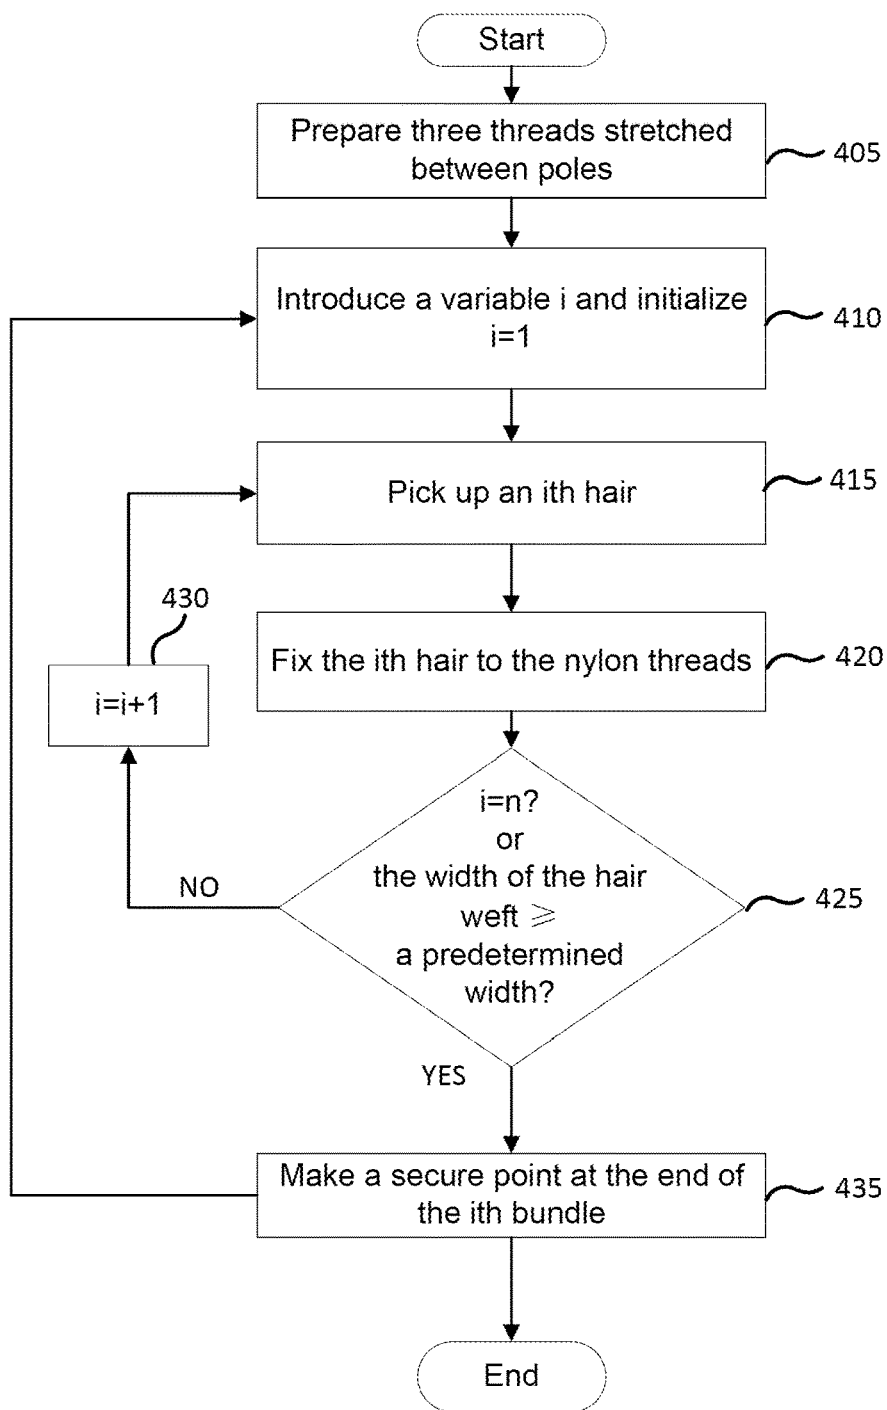 Start
Prepare three threads stretched
between poles
405
Introduce a variable i and initialize
i=1
410
Pick up an ith hair
415
430
i=i+1
Fix the ith hair to the nylon threads
420
i=n?
or
the width of the hair
weft ⩾
a predetermined
width?
425
NO
YES
Make a secure point at the end of
the ith bundle
435
End